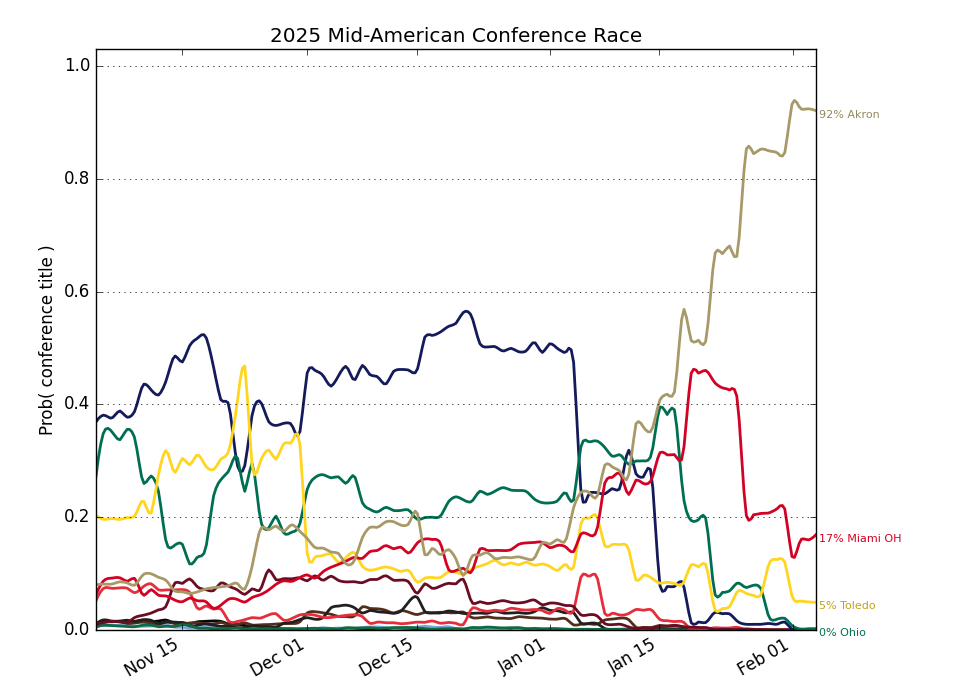 2025 Mid-American Conference Race
Prob( conference title )
1.0
0.8
0.6
0.4
0.2
0.0
92% Akron
17% Miami OH
5% Toledo
0% Ohio
Nov 15
Dec 01
Dec 15
Jan 01
Jan 15
Feb 01